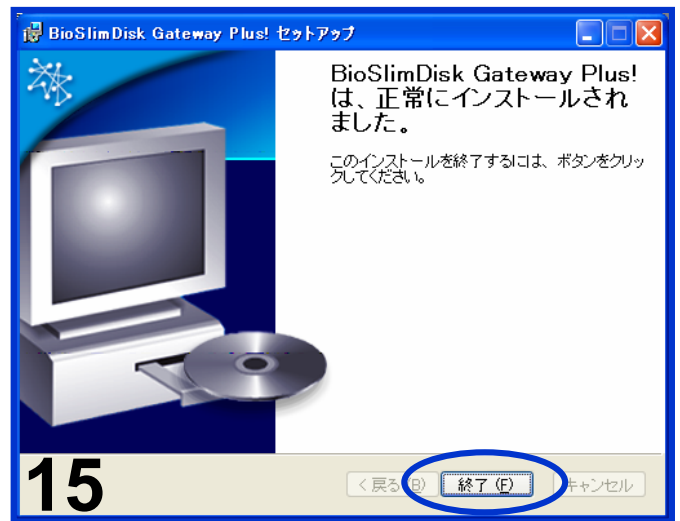 BioSlimDisk Gateway Plus! セットアップ
BioSlimDisk Gateway Plus!
は、正常にインストールされ
ました。
このインストールを終了するには、ボタンをクリッ
クしてください。
15
< 戻る(B)
終了(F)
キャンセル